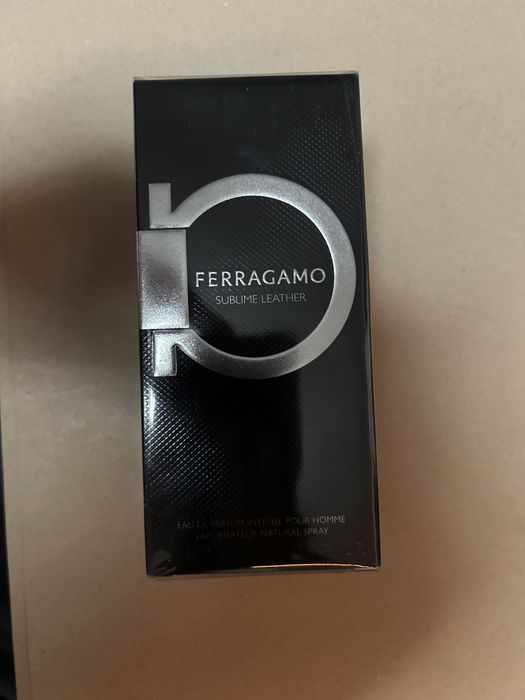 FERRAGAMO
SUBLIME LEATHER
EAU DE PARFUM INTENSE POUR HOMME
VAPORISATEUR NATURAL SPRAY